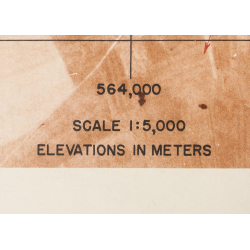 564,000
SCALE 1:5,000
ELEVATIONS IN METERS